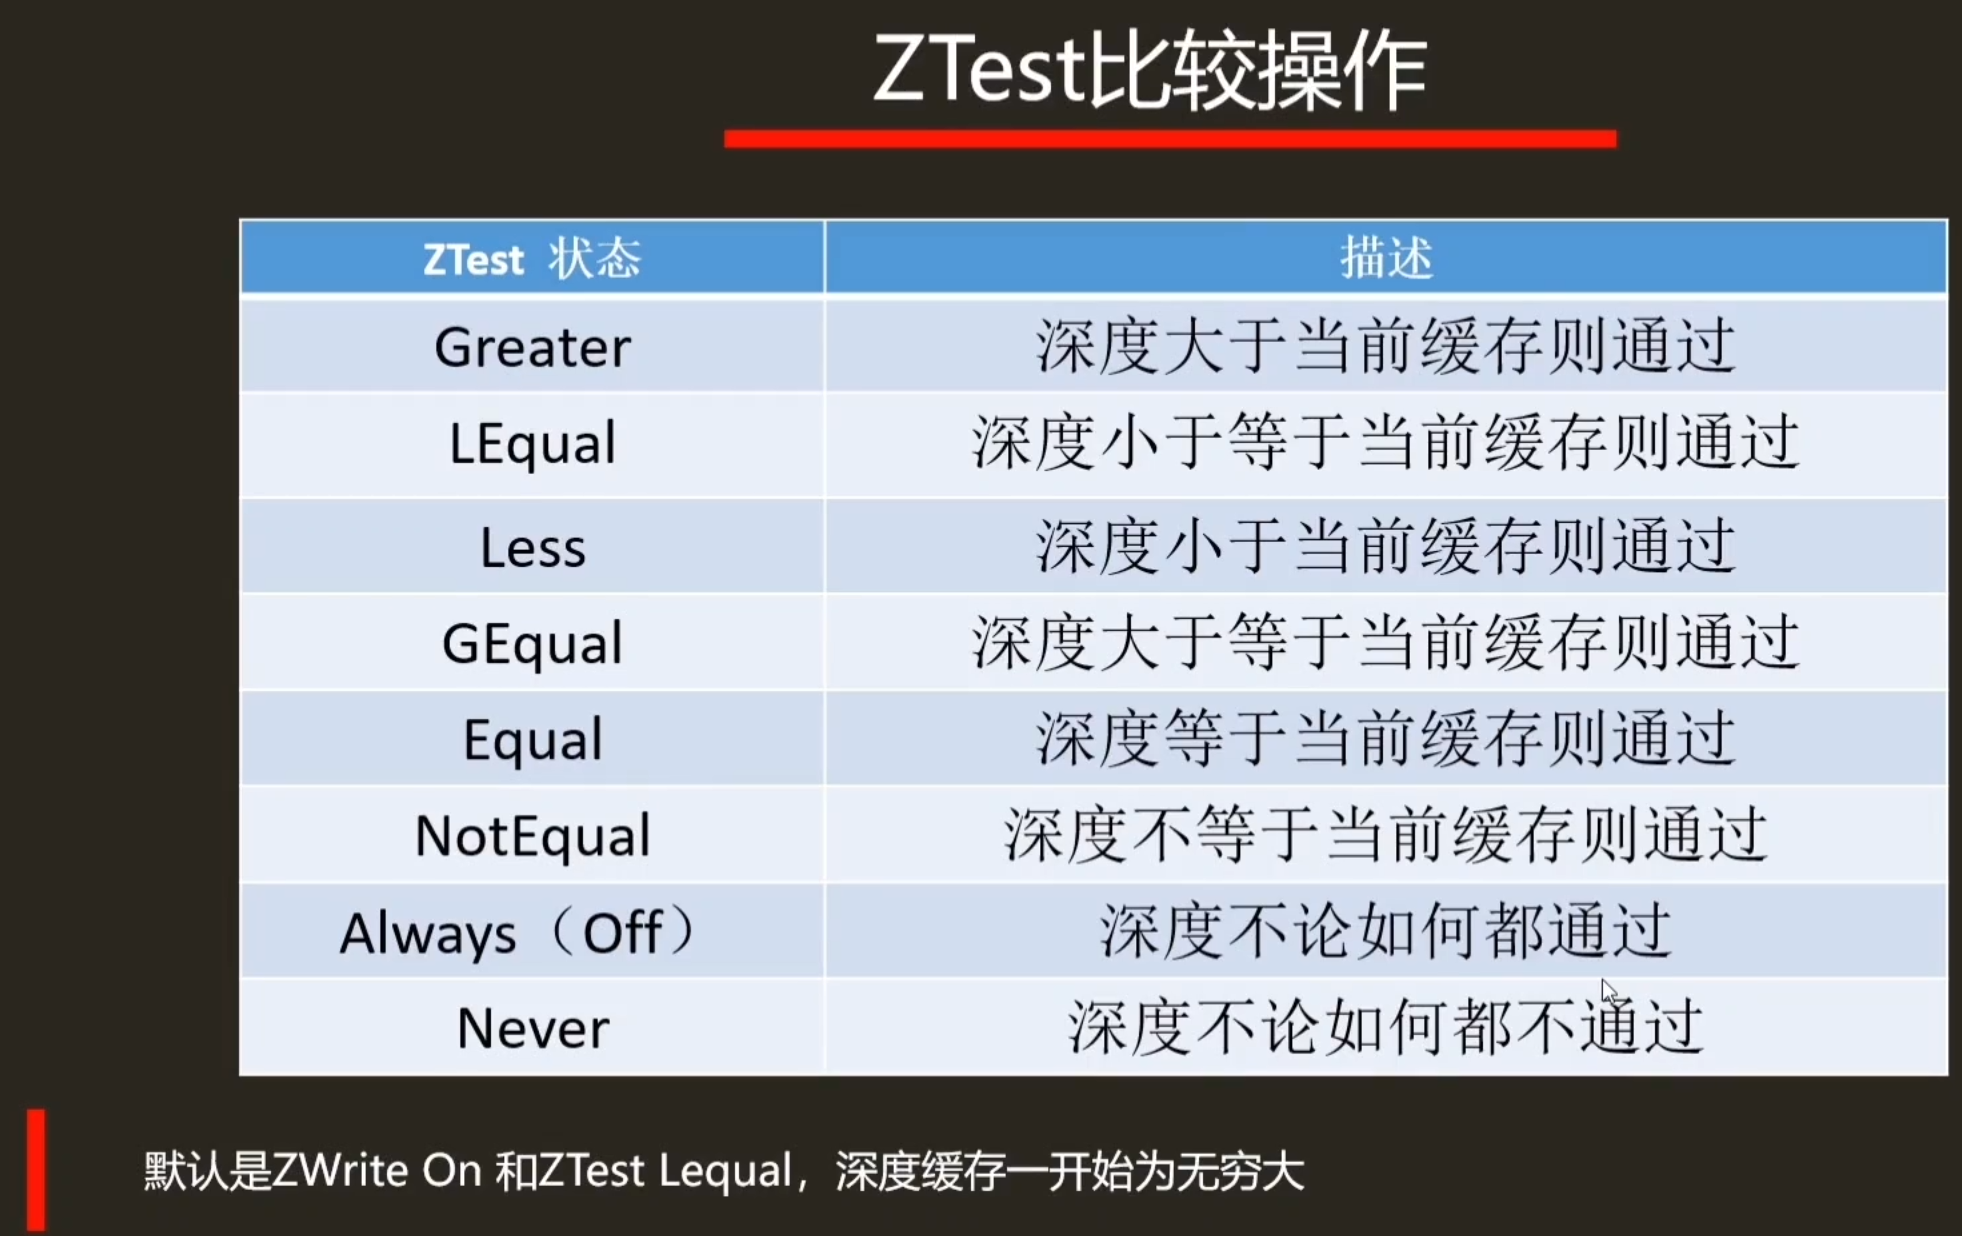 ZTest比较操作
ZTest 状态 描述
Greater 深度大于当前缓存则通过
LEqual 深度小于等于当前缓存则通过
Less 深度小于当前缓存则通过
GEqual 深度大于等于当前缓存则通过
Equal 深度等于当前缓存则通过
NotEqual 深度不等于当前缓存则通过
Always（Off） 深度不论如何都通过
Never 深度不论如何都不通过
默认是ZWrite On 和ZTest Lequal，深度缓存一开始为无穷大